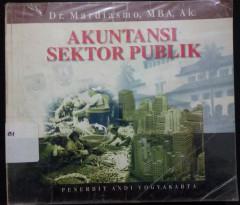 Dr. Mardiasmo, MBA, Ak.
AKUNTANSI
SEKTOR PUBLIK
PENERBIT ANDI YOGYAKARTA